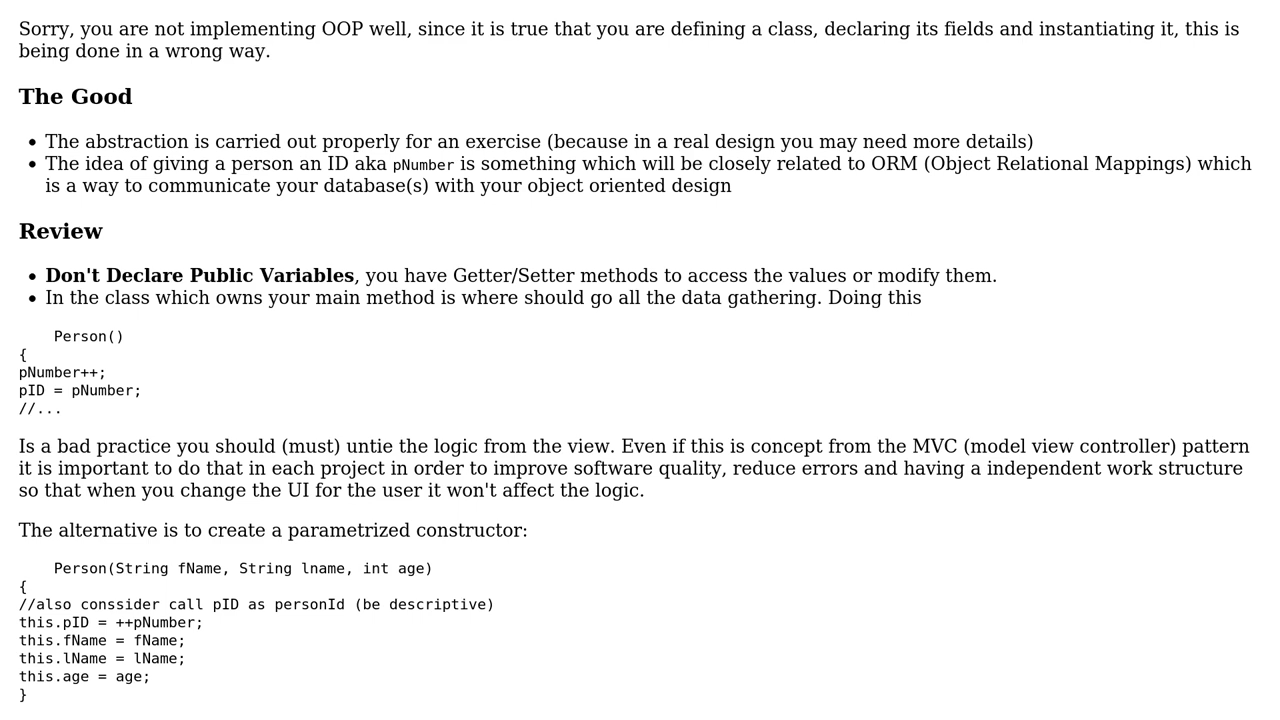 Sorry, you are not implementing OOP well, since it is true that you are defining a class, declaring its fields and instantiating it, this is
being done in a wrong way.
The Good
• The abstraction is carried out properly for an exercise (because in a real design you may need more details)
• The idea of giving a person an ID aka pNumber is something which will be closely related to ORM (Object Relational Mappings) which
is a way to communicate your database(s) with your object oriented design
Review
• Don't Declare Public Variables, you have Getter/Setter methods to access the values or modify them.
• In the class which owns your main method is where should go all the data gathering. Doing this
    Person()
{
pNumber++;
pID = pNumber;
//...
Is a bad practice you should (must) untie the logic from the view. Even if this is concept from the MVC (model view controller) pattern
it is important to do that in each project in order to improve software quality, reduce errors and having a independent work structure
so that when you change the UI for the user it won't affect the logic.
The alternative is to create a parametrized constructor:
    Person(String fName, String lname, int age)
{
//also conssider call pID as personId (be descriptive)
this.pID = ++pNumber;
this.fName = fName;
this.lName = lName;
this.age = age;
}